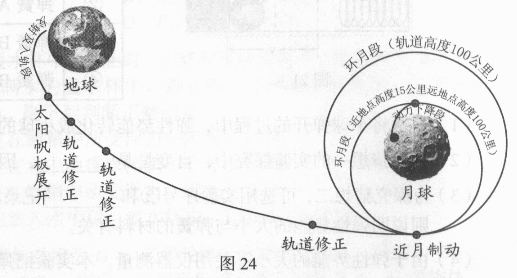 发射及入轨段
地球
太阳帆板展开
轨道修正
轨道修正
轨道修正
近月制动
环月段（轨道高度100公里）
环月段（近地点高度15公里远地点高度100公里）
动力下降段
月球
图24